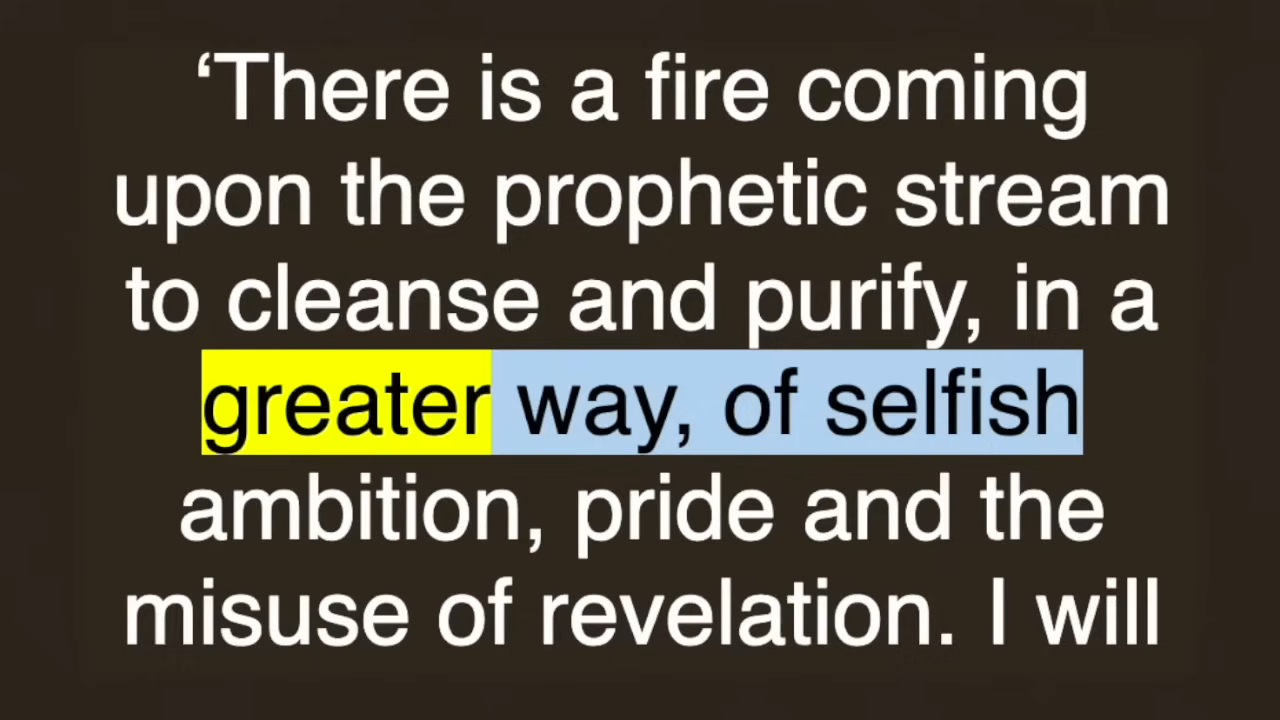 ‘There is a fire coming
upon the prophetic stream
to cleanse and purify, in a
greater way, of selfish
ambition, pride and the
misuse of revelation. I will